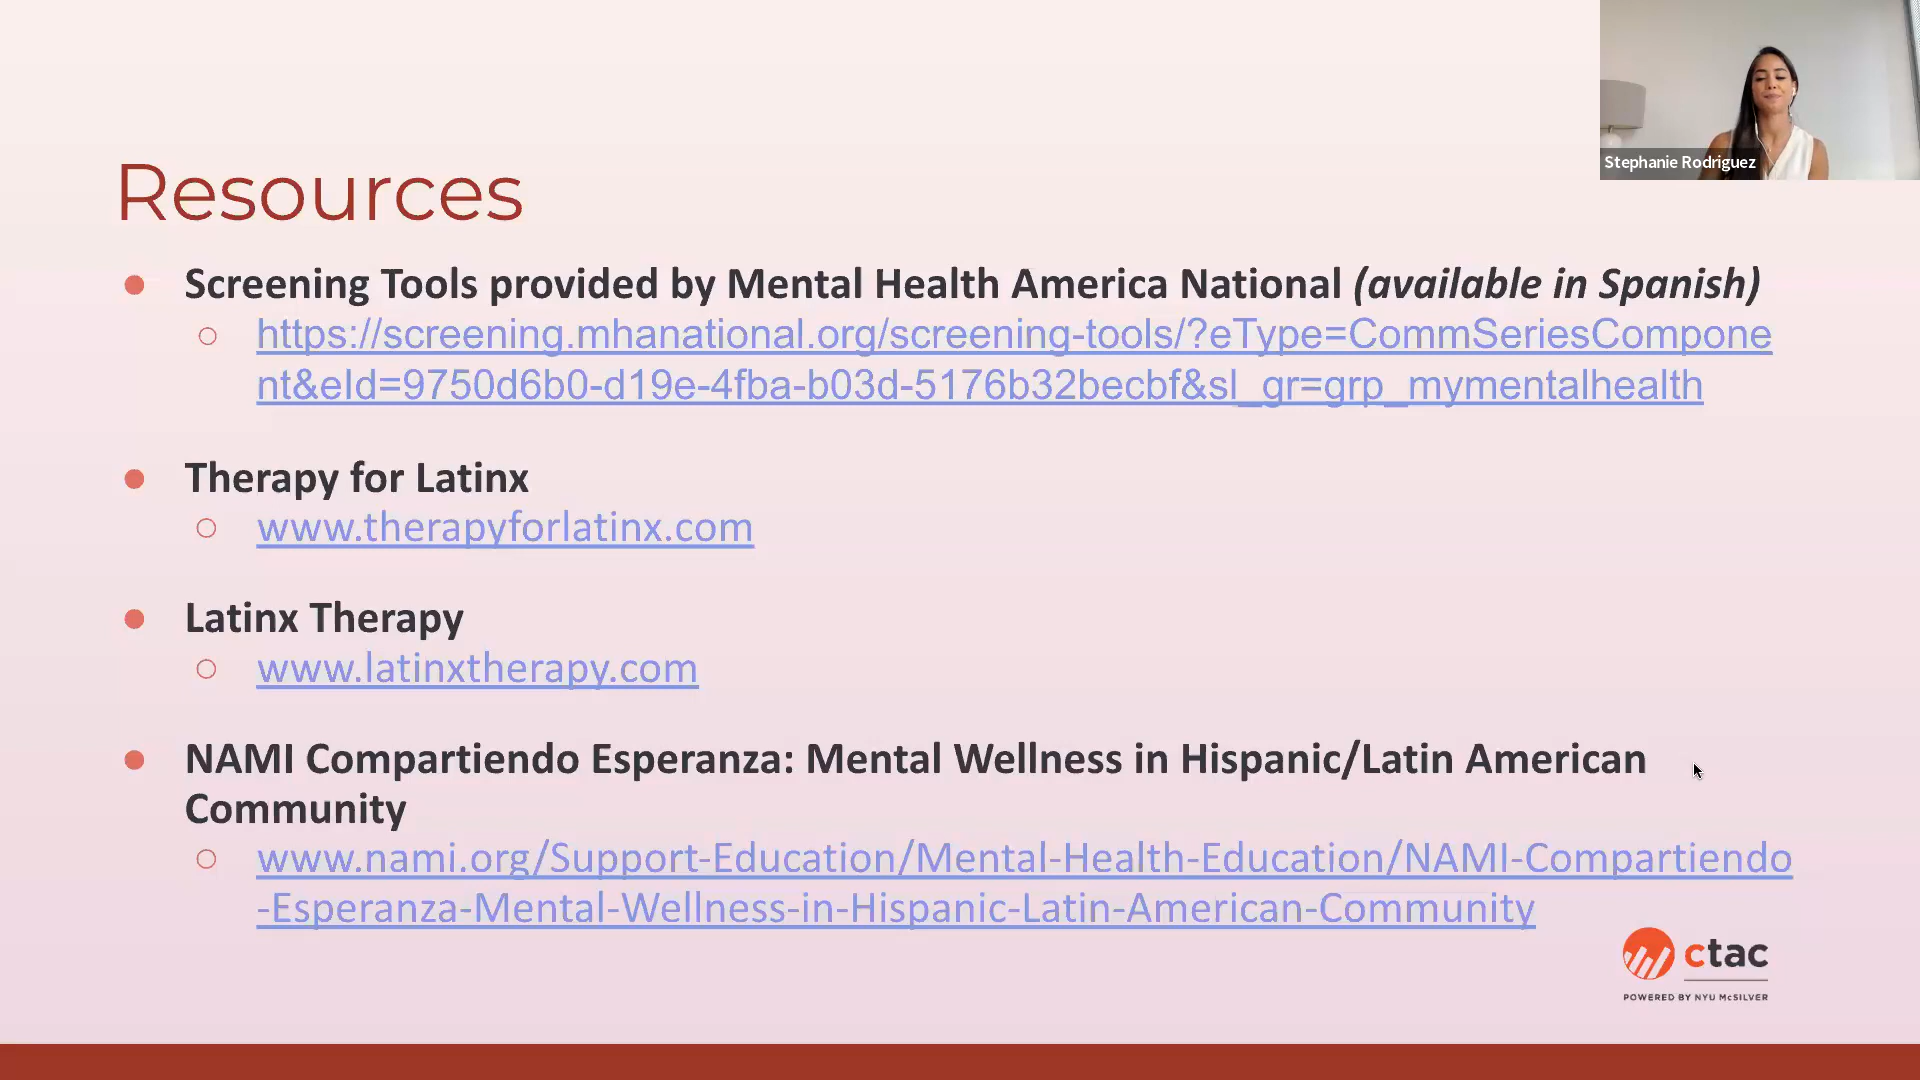 Stephanie Rodriguez
Resources
Screening Tools provided by Mental Health America National (available in Spanish)
https://screening.mhanational.org/screening-tools/?eType=CommSeriesCompone
nt&eId=9750d6b0-d19e-4fba-b03d-5176b32becbf&sl_gr=grp_mymentalhealth
Therapy for Latinx
www.therapyforlatinx.com
Latinx Therapy
www.latinxtherapy.com
NAMI Compartiendo Esperanza: Mental Wellness in Hispanic/Latin American
Community
www.nami.org/Support-Education/Mental-Health-Education/NAMI-Compartiendo
-Esperanza-Mental-Wellness-in-Hispanic-Latin-American-Community
ctac
POWERED BY NYU McSILVER